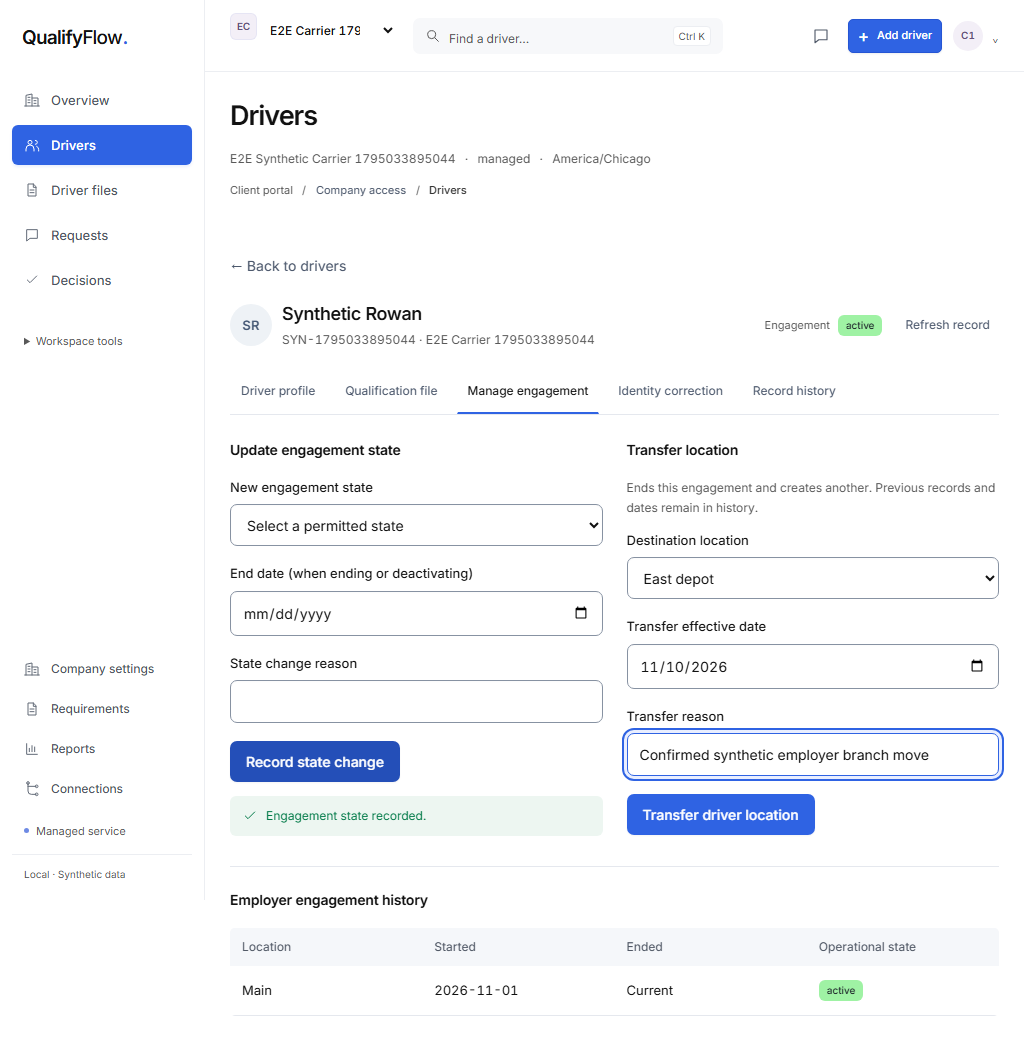 QualifyFlow.
Overview
Drivers
Driver files
Requests
Decisions
Workspace tools
Company settings
Requirements
Reports
Connections
Managed service
Local · Synthetic data
EC
E2E Carrier 179
Find a driver...
Ctrl K
+ Add driver
C1
Drivers
E2E Synthetic Carrier 1795033895044 · managed · America/Chicago
Client portal / Company access / Drivers
← Back to drivers
SR
Synthetic Rowan
SYN-1795033895044 · E2E Carrier 1795033895044
Engagement active Refresh record
Driver profile Qualification file Manage engagement Identity correction Record history
Update engagement state
New engagement state
Select a permitted state
End date (when ending or deactivating)
mm/dd/yyyy
State change reason
Record state change
Engagement state recorded.
Transfer location
Ends this engagement and creates another. Previous records and
dates remain in history.
Destination location
East depot
Transfer effective date
11/10/2026
Transfer reason
Confirmed synthetic employer branch move
Transfer driver location
Employer engagement history
Location Started Ended Operational state
Main 2026-11-01 Current active